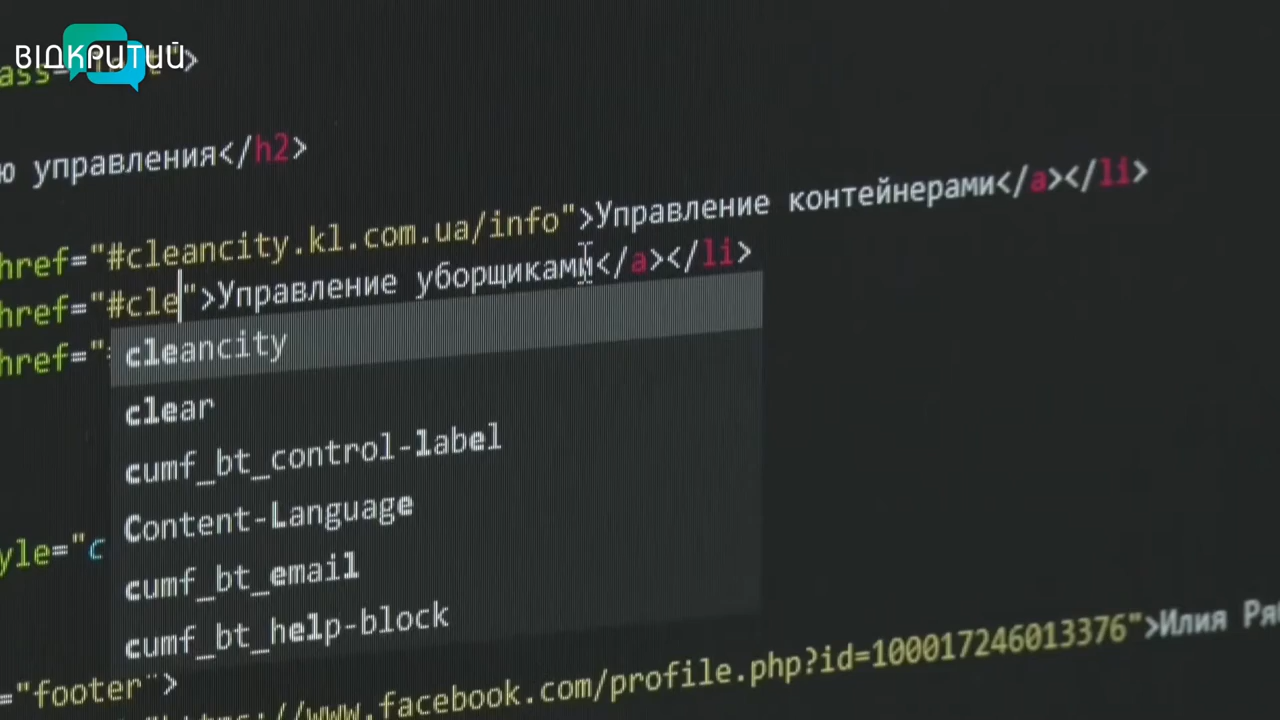 ВІДКРИТИЙ
ass="
управления</h2>
href="#cleancity.kl.com.ua/info">Управление контейнерами</a></li>
href="#cle">Управление уборщиками</a></li>
href="
cleancity
clear
cumf_bt_control-label
Content-Language
yle="c
cumf_bt_email
cumf_bt_help-block
="footer">
https://www.facebook.com/profile.php?id=100017246013376">Илия